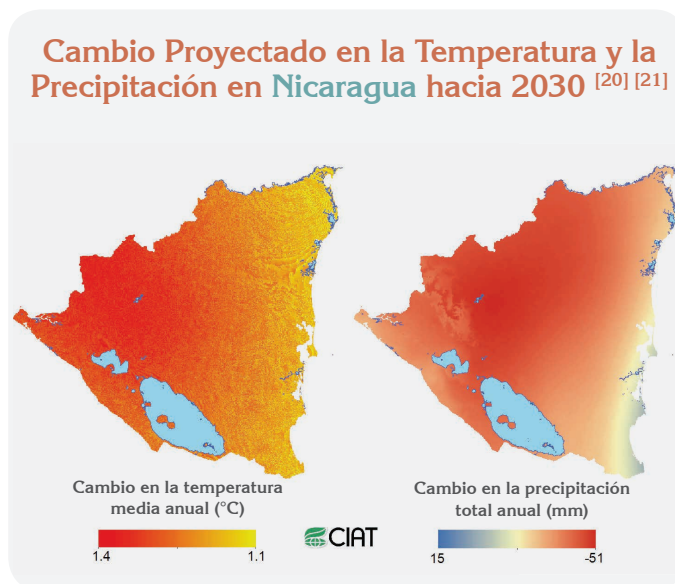 Cambio Proyectado en la Temperatura y la
Precipitación en Nicaragua hacia 2030 [20] [21]
Cambio en la temperatura
media anual (°C)
1.4
1.1
CIAT
Cambio en la precipitación
total anual (mm)
15
-51